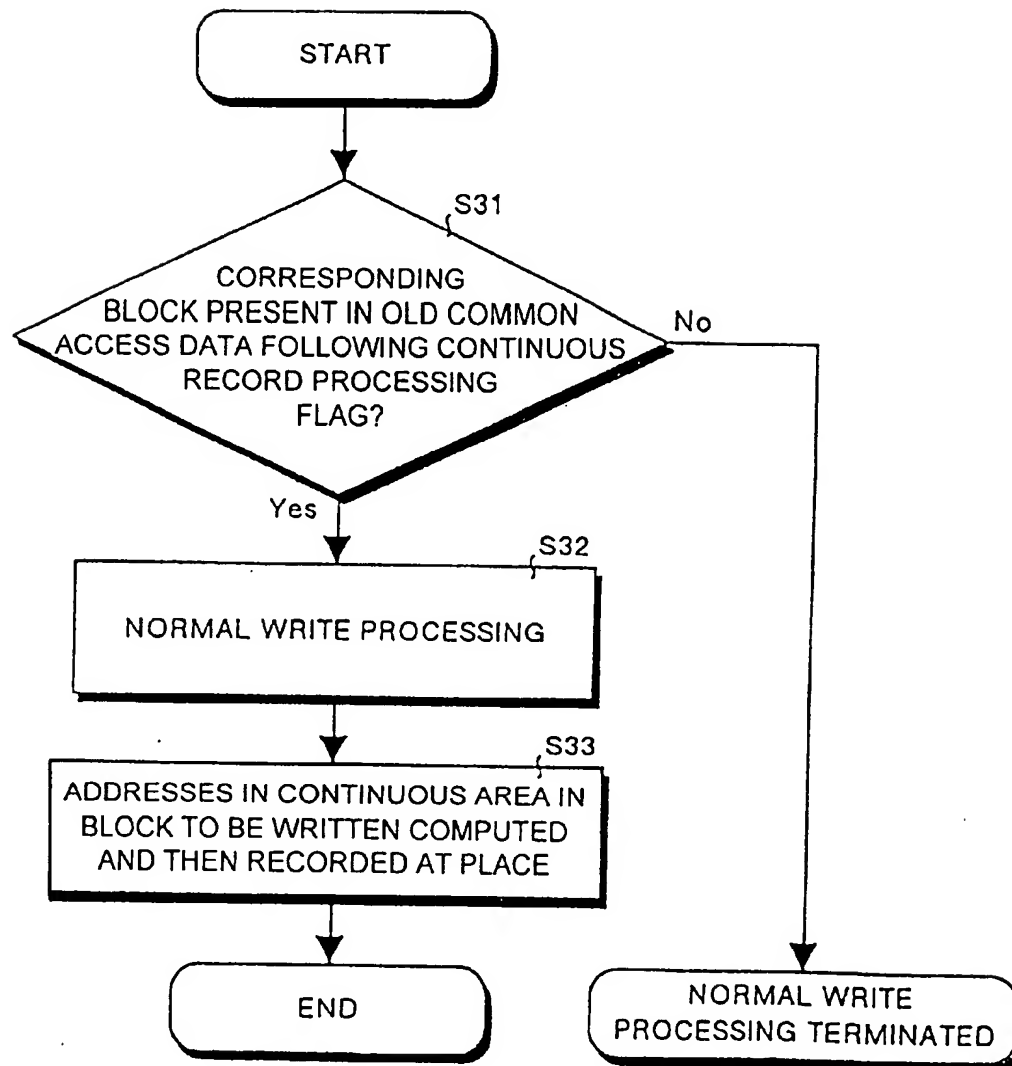 START
S31
CORRESPONDING
BLOCK PRESENT IN OLD COMMON
ACCESS DATA FOLLOWING CONTINUOUS
RECORD PROCESSING
FLAG?
No
Yes
S32
NORMAL WRITE PROCESSING
S33
ADDRESSES IN CONTINUOUS AREA IN
BLOCK TO BE WRITTEN COMPUTED
AND THEN RECORDED AT PLACE
END
NORMAL WRITE
PROCESSING TERMINATED